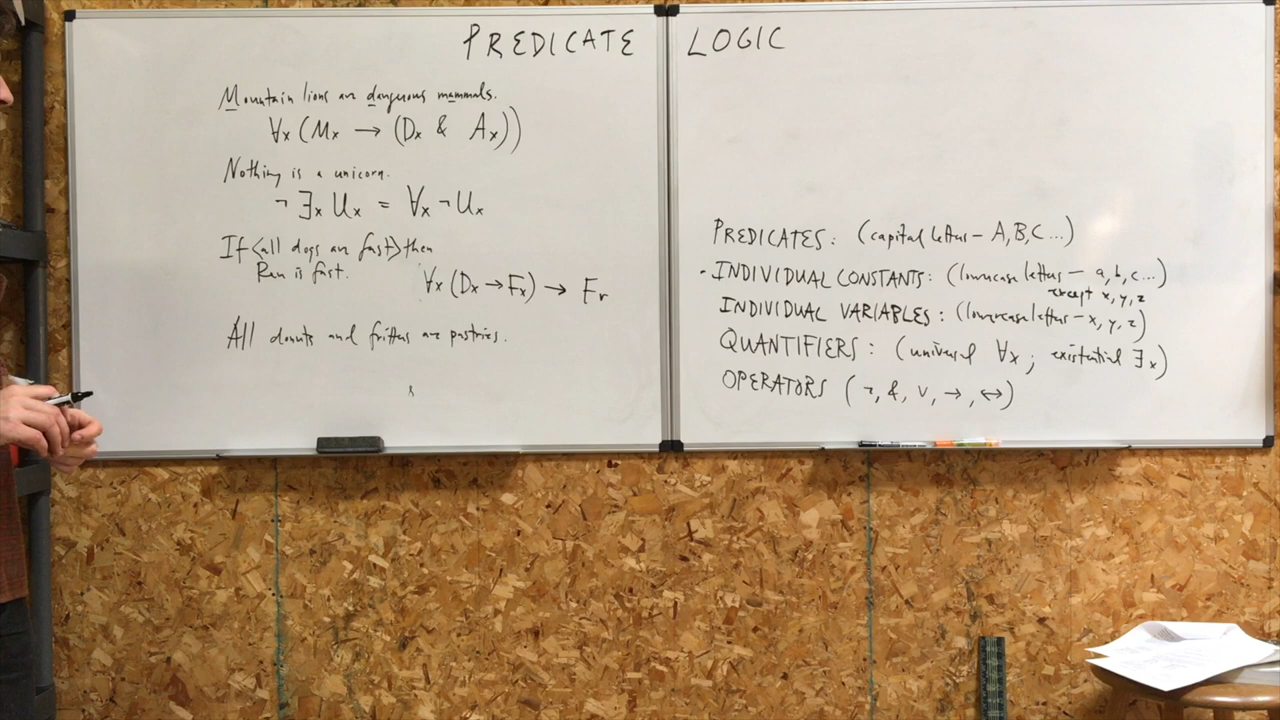 PREDICATE LOGIC
Mountain lions are dangerous mammals.
∀x (Mx → (Dx & Ax))
Nothing is a unicorn.
¬∃x Ux = ∀x ¬Ux
If <all dogs are fast> then
Ren is fast.
∀x (Dx → Fx) → Fr
All donuts and fritters are pastries.
PREDICATES: (capital letters – A, B, C ...)
· INDIVIDUAL CONSTANTS: (lowercase letters – a, b, c ...)
except x, y, z
INDIVIDUAL VARIABLES: (lowercase letters – x, y, z)
QUANTIFIERS: (universal ∀x ; existential ∃x)
OPERATORS (¬, &, ∨, →, ↔)